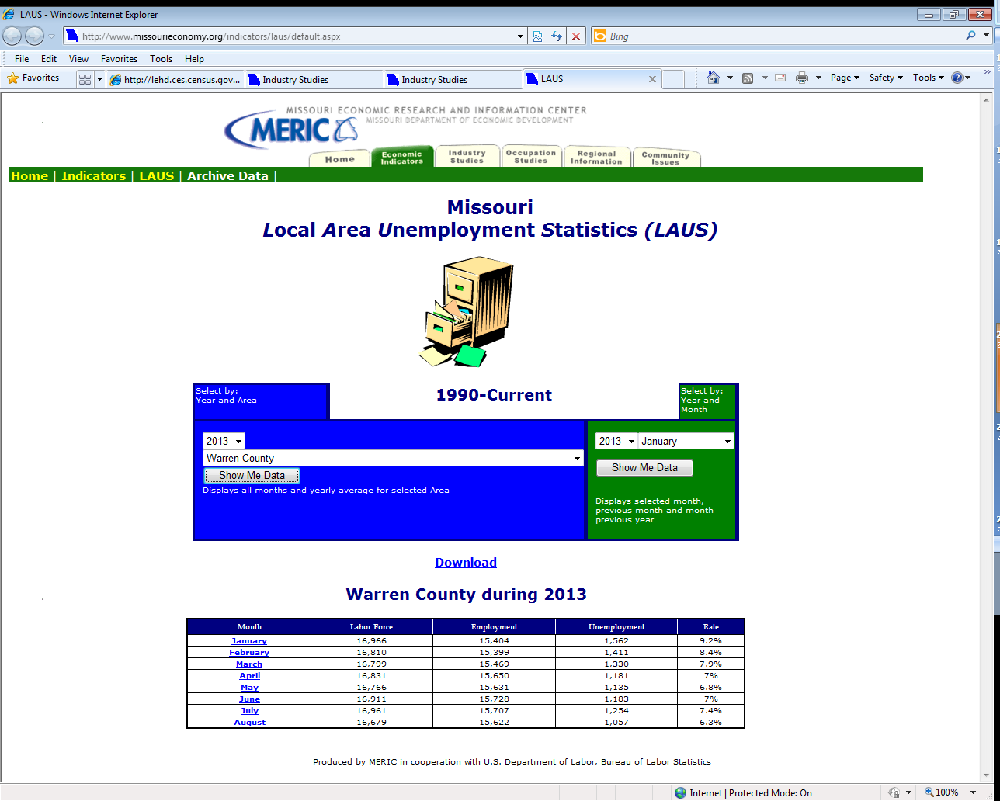 LAUS - Windows Internet Explorer
http://www.missourieconomy.org/indicators/laus/default.aspx
Bing
File Edit View Favorites Tools Help
Favorites http://lehd.ces.census.gov... Industry Studies Industry Studies LAUS Page Safety Tools
MISSOURI ECONOMIC RESEARCH AND INFORMATION CENTER
MISSOURI DEPARTMENT OF ECONOMIC DEVELOPMENT
MERIC
Home Economic Indicators Industry Studies Occupation Studies Regional Information Community Issues
Home | Indicators | LAUS | Archive Data |
Missouri
Local Area Unemployment Statistics (LAUS)
Select by:
Year and Area
1990-Current
Select by:
Year and
Month
2013
Warren County
Show Me Data
Displays all months and yearly average for selected Area
2013 January
Show Me Data
Displays selected month,
previous month and month
previous year
Download
Warren County during 2013
Month Labor Force Employment Unemployment Rate
January 16,966 15,404 1,562 9.2%
February 16,810 15,399 1,411 8.4%
March 16,799 15,469 1,330 7.9%
April 16,831 15,650 1,181 7%
May 16,766 15,631 1,135 6.8%
June 16,911 15,728 1,183 7%
July 16,961 15,707 1,254 7.4%
August 16,679 15,622 1,057 6.3%
Produced by MERIC in cooperation with U.S. Department of Labor, Bureau of Labor Statistics
Internet | Protected Mode: On
100%